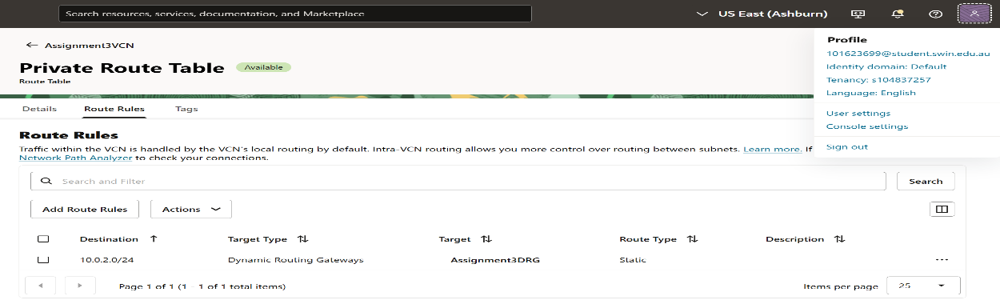 Search resources, services, documentation, and Marketplace
US East (Ashburn)
Profile
101623699@student.swin.edu.au
Identity domain: Default
Tenancy: s104837257
Language: English
User settings
Console settings
Sign out
Assignment3VCN
Private Route Table Available
Route Table
Details Route Rules Tags
Route Rules
Traffic within the VCN is handled by the VCN's local routing by default. Intra-VCN routing allows you more control over routing between subnets. Learn more. If
Network Path Analyzer to check your connections.
Search and Filter Search
Add Route Rules Actions
Destination Target Type Target Route Type Description
10.0.2.0/24 Dynamic Routing Gateways Assignment3DRG Static
Page 1 of 1 (1 - 1 of 1 total items) Items per page 25